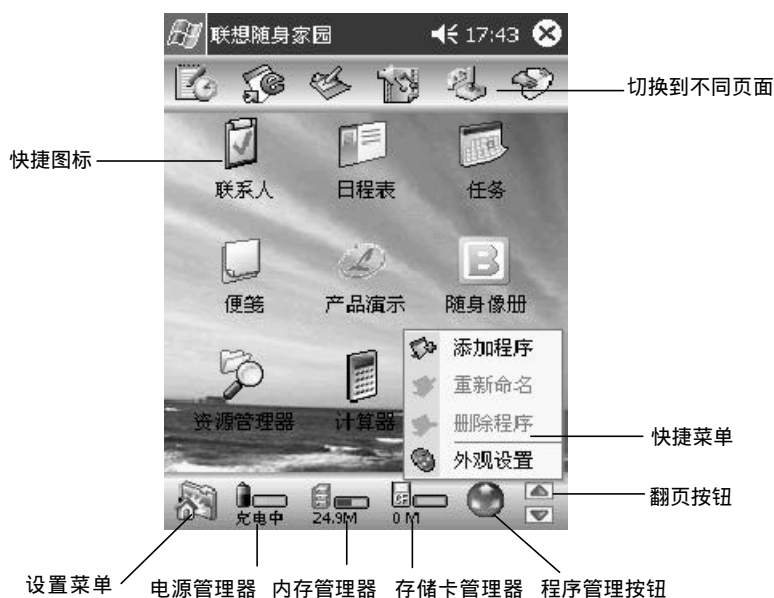 联想随身家园 17:43
切换到不同页面
快捷图标
联系人 日程表 任务
便笺 产品演示 随身像册
添加程序
重新命名
删除程序
外观设置
资源管理器 计算器
快捷菜单
翻页按钮
充电中 24.9M 0 M
设置菜单 电源管理器 内存管理器 存储卡管理器 程序管理按钮